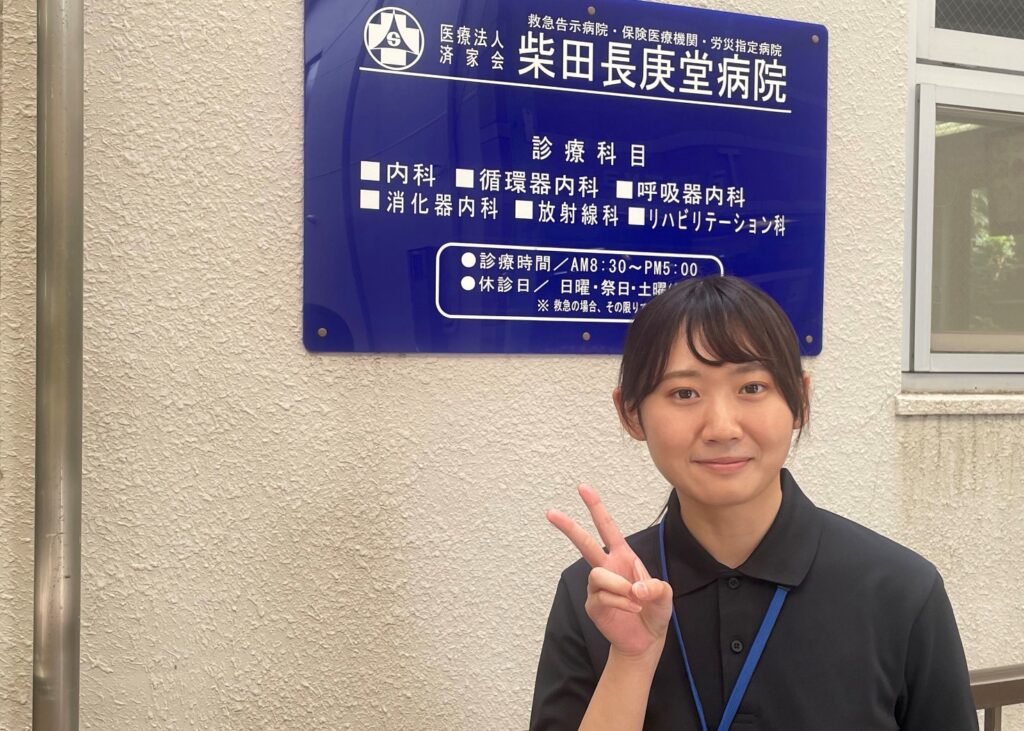 救急告示病院・保険医療機関・労災指定病院
医療法人
済家会
柴田長庚堂病院
診療科目
■内科 ■循環器内科 ■呼吸器内科
■消化器内科 ■放射線科 ■リハビリテーション科
●診療時間/AM8:30～PM5:00
●休診日/ 日曜・祭日・土曜
※ 救急の場合、その限り